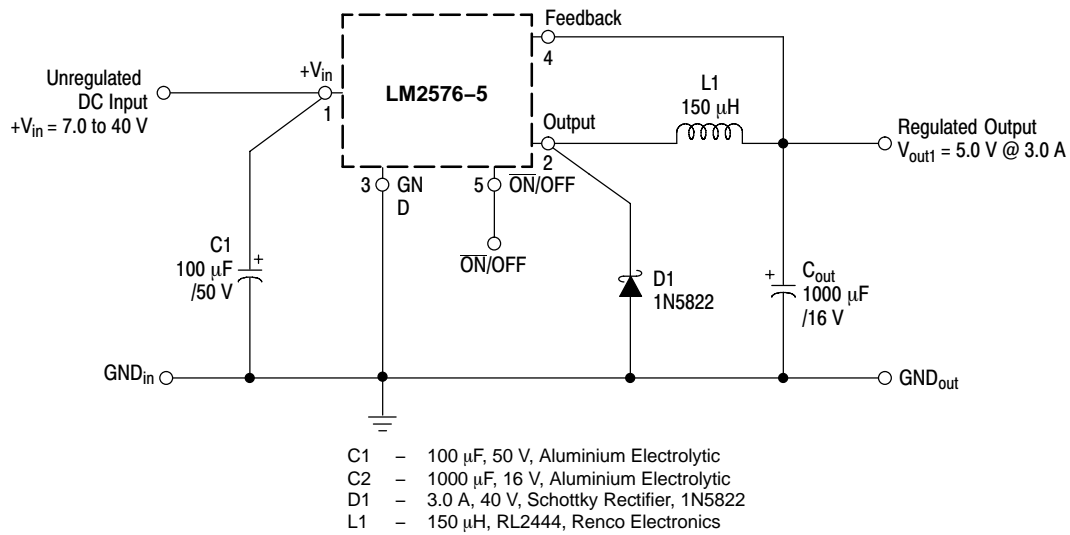 Feedback
4
Unregulated
DC Input
+Vin = 7.0 to 40 V
+Vin
1
LM2576–5
L1
150 μH
Output
2
Regulated Output
Vout1 = 5.0 V @ 3.0 A
3 GN
D
5 ON/OFF
ON/OFF
C1
100 μF
/50 V
+
D1
1N5822
+
Cout
1000 μF
/16 V
GNDin
GNDout
C1 – 100 μF, 50 V, Aluminium Electrolytic
C2 – 1000 μF, 16 V, Aluminium Electrolytic
D1 – 3.0 A, 40 V, Schottky Rectifier, 1N5822
L1 – 150 μH, RL2444, Renco Electronics